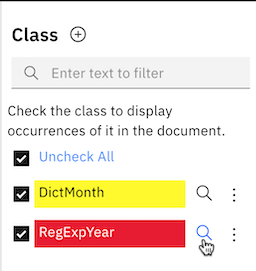 Class
Enter text to filter
Check the class to display
occurrences of it in the document.
Uncheck All
DictMonth
RegExpYear